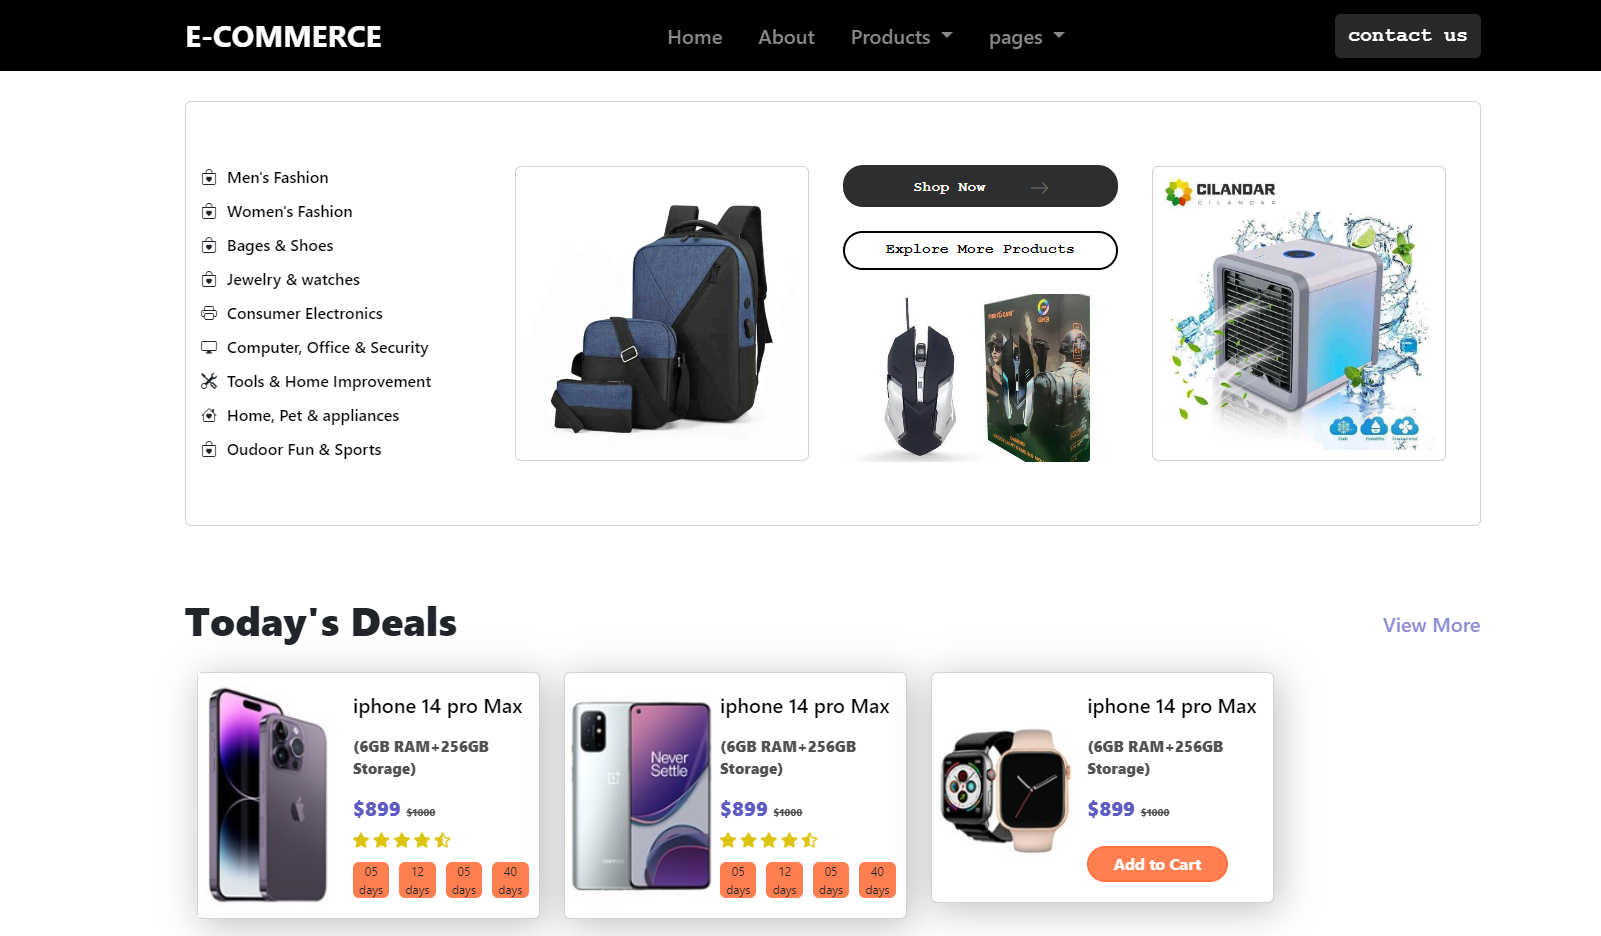 E-COMMERCE
Home
About
Products
pages
contact us
Men's Fashion
Women's Fashion
Bages & Shoes
Jewelry & watches
Consumer Electronics
Computer, Office & Security
Tools & Home Improvement
Home, Pet & appliances
Oudoor Fun & Sports
Shop Now
Explore More Products
CILANDAR
CILANDAR
Today's Deals
View More
iphone 14 pro Max
(6GB RAM+256GB
Storage)
$899 $1000
05 12 05 40
days days days days
Never
Settle
iphone 14 pro Max
(6GB RAM+256GB
Storage)
$899 $1000
05 12 05 40
days days days days
iphone 14 pro Max
(6GB RAM+256GB
Storage)
$899 $1000
Add to Cart